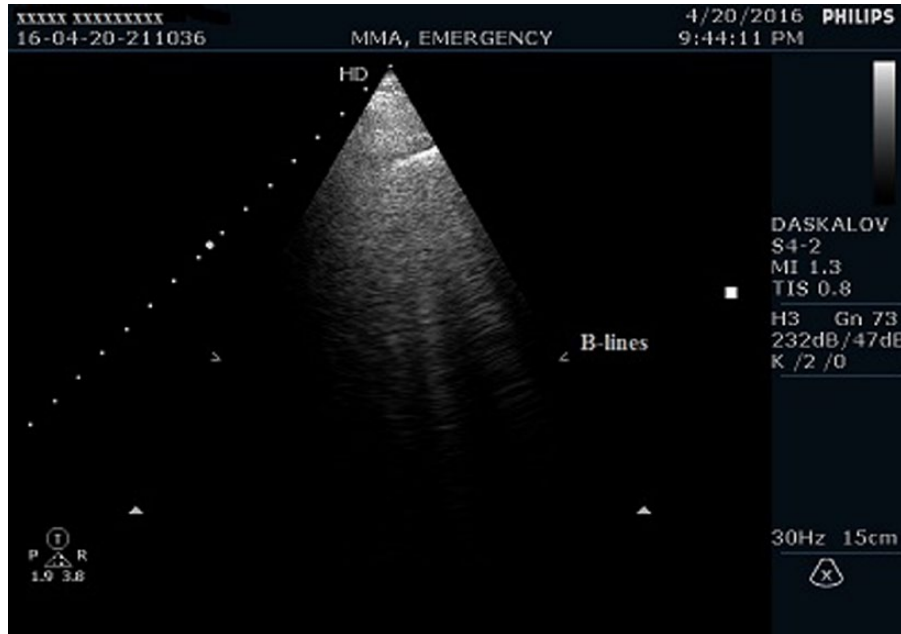 xxxxx xxxxxxxxx
4/20/2016 PHILIPS
16-04-20-211036 MMA, EMERGENCY 9:44:11 PM
HD
DASKALOV
S4-2
MI 1.3
TIS 0.8
H3 Gn 73
232dB/47dE
K /2 /0
B-lines
T
P R
1.9 3.8
30Hz 15cm
X